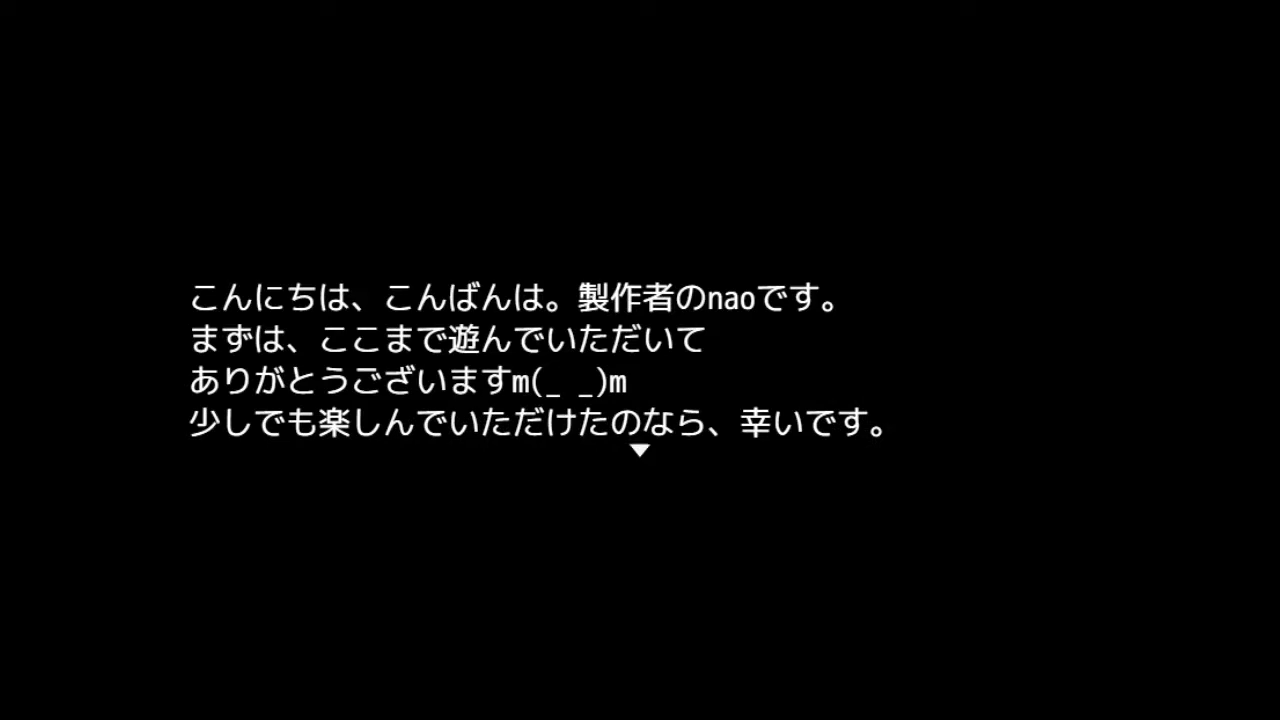 こんにちは、こんばんは。製作者のnaoです。
まずは、ここまで遊んでいただいて
ありがとうございますm(_ _)m
少しでも楽しんでいただけたのなら、幸いです。